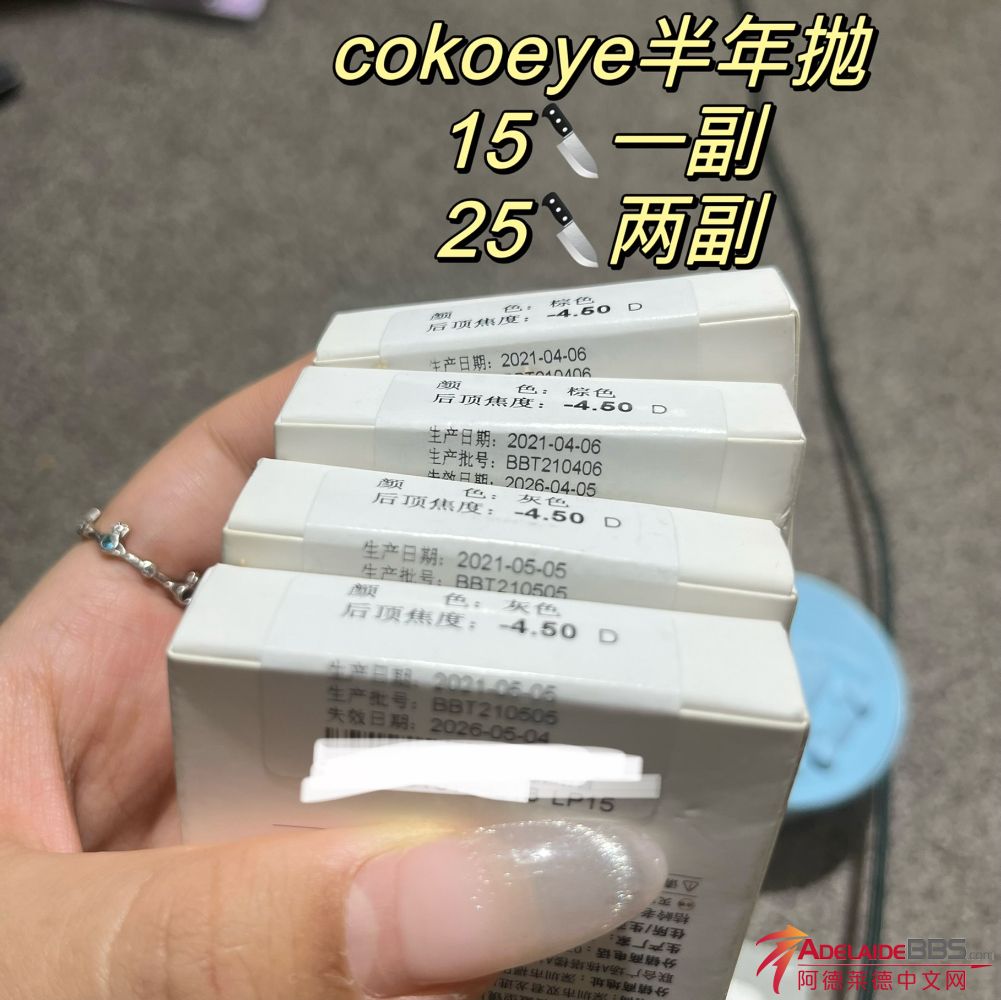 cokoeye半年抛
15🔪一副
25🔪两副
颜 色：棕色
后顶焦度：-4.50 D
生产日期：2021-04-06
BBT210406
颜 色：棕色
后顶焦度：-4.50 D
生产日期：2021-04-06
生产批号：BBT210406
失效日期：2026-04-05
颜 色：灰色
后顶焦度：-4.50 D
生产日期：2021-05-05
生产批号：BBT210505
颜 色：灰色
后顶焦度：-4.50 D
生产日期：2021-05-05
生产批号：BBT210505
失效日期：2026-05-04
LP15
ADELAIDEBBS.com
阿德莱德中文网